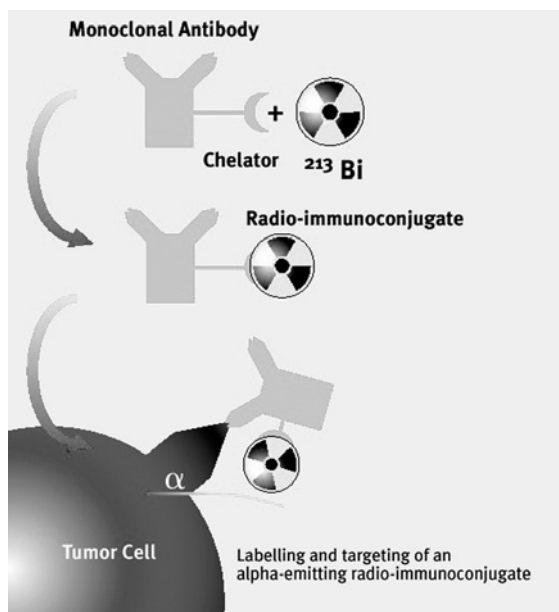 Monoclonal Antibody
+
Chelator
²¹³ Bi
Radio-immunoconjugate
α
Tumor Cell
Labelling and targeting of an
alpha-emitting radio-immunoconjugate